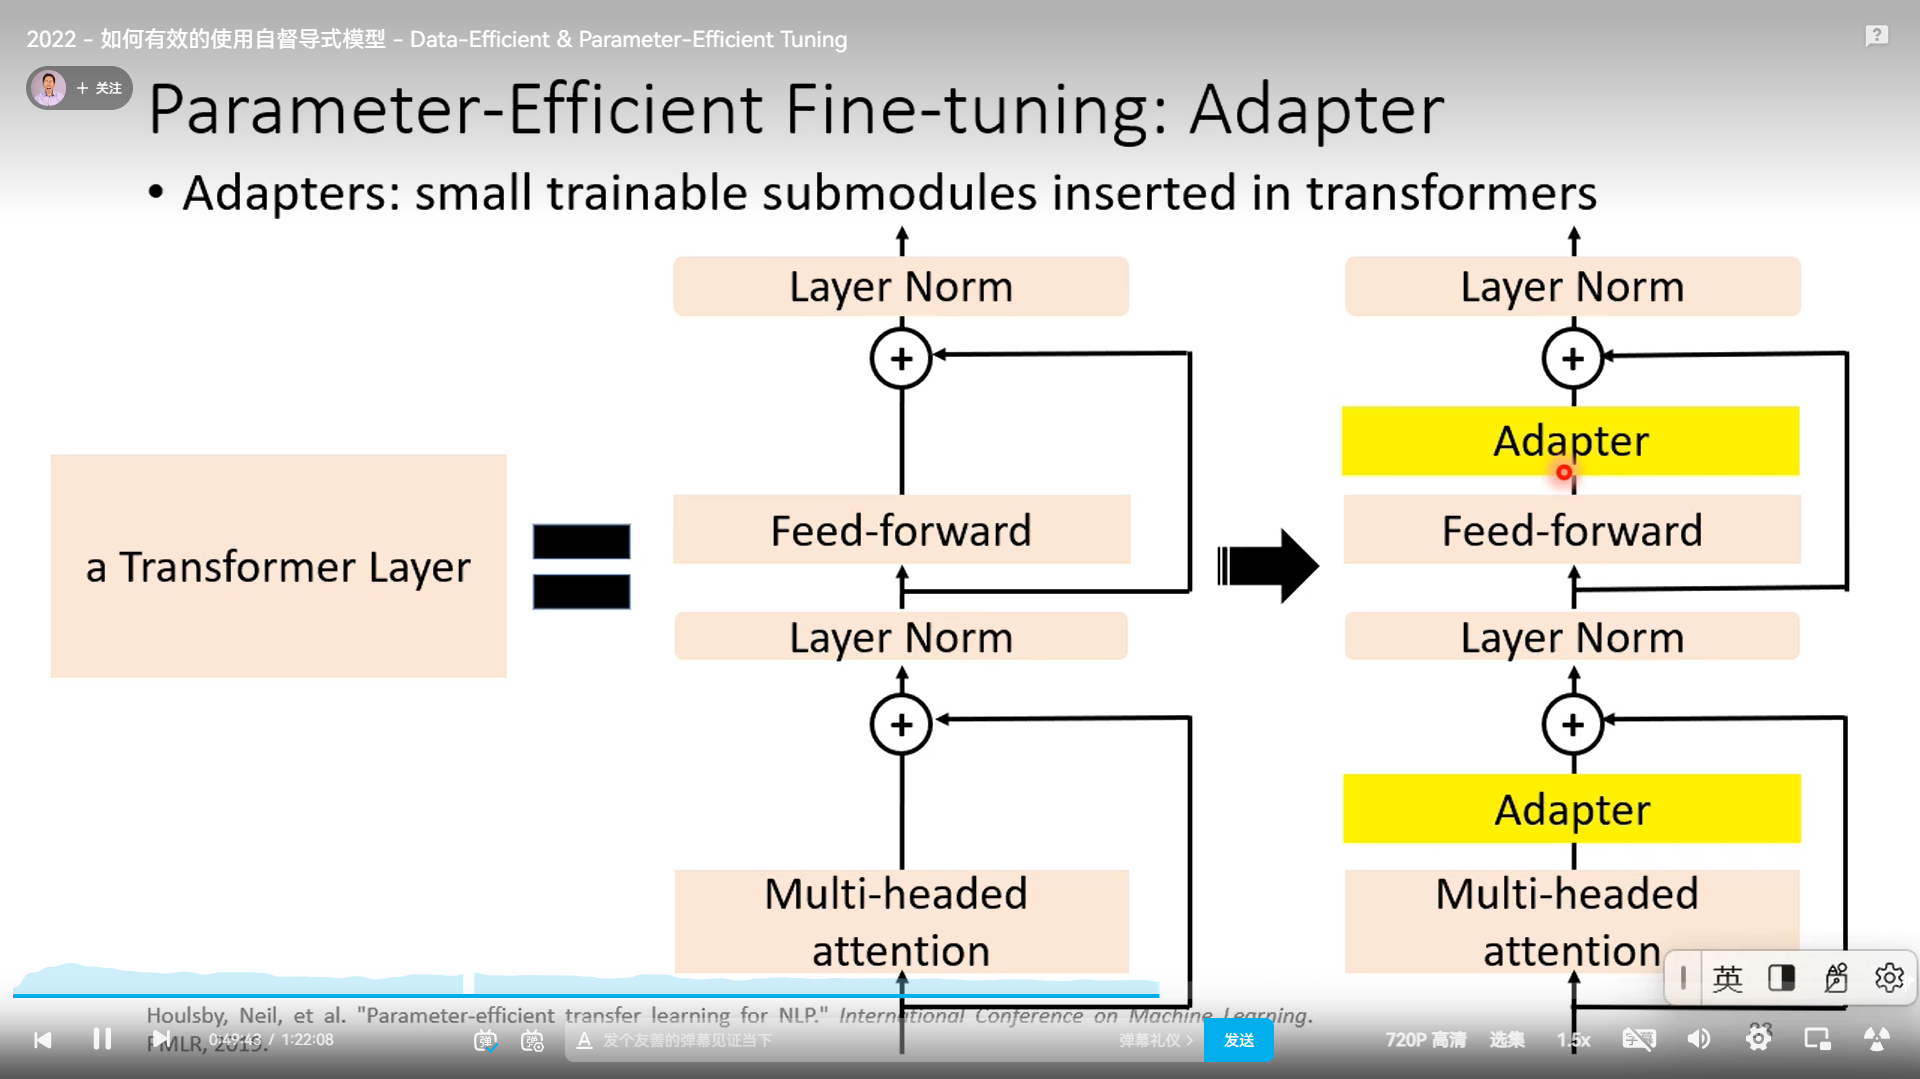 2022 - 如何有效的使用自督导式模型 - Data-Efficient & Parameter-Efficient Tuning
+ 关注
Parameter-Efficient Fine-tuning: Adapter
• Adapters: small trainable submodules inserted in transformers
Layer Norm
Layer Norm
+
+
Adapter
a Transformer Layer
Feed-forward
Feed-forward
Layer Norm
Layer Norm
+
+
Adapter
Multi-headed
attention
Multi-headed
attention
英
Houlsby, Neil, et al. "Parameter-efficient transfer learning for NLP." International Conference on Machine Learning.
PMLR, 2019.
0:49:43 / 1:22:08
弹
弹
A 发个友善的弹幕见证当下
弹幕礼仪 >
发送
720P 高清
选集
1.5x
字幕
23